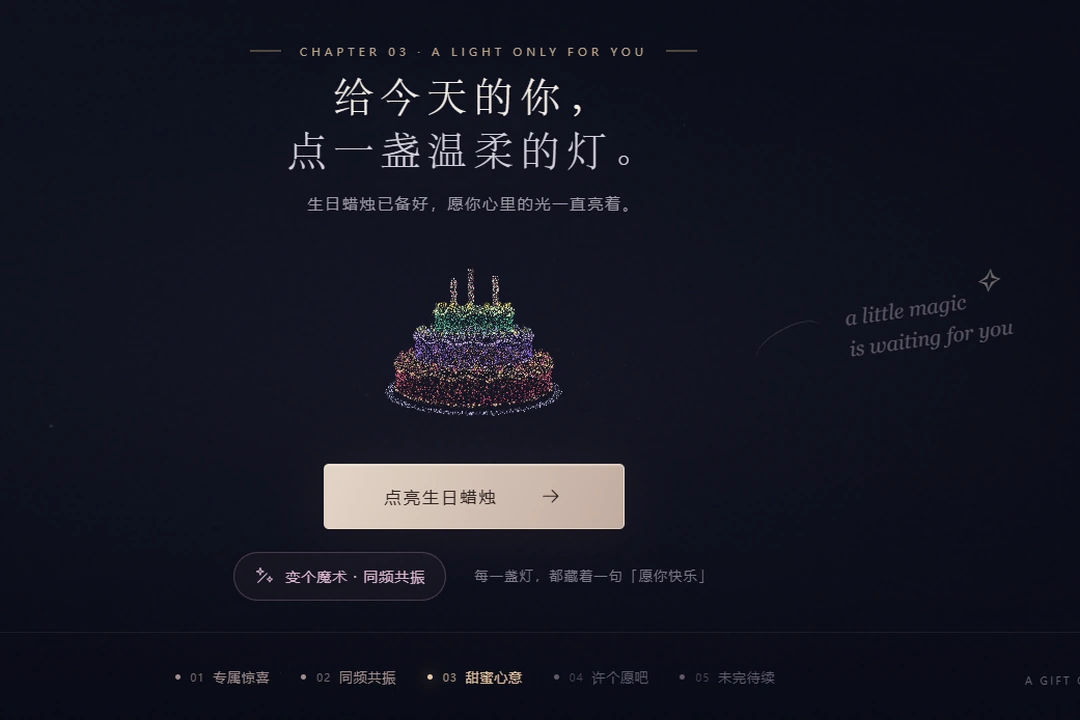 CHAPTER 03 · A LIGHT ONLY FOR YOU
给今天的你，
点一盏温柔的灯。
生日蜡烛已备好，愿你心里的光一直亮着。
a little magic
is waiting for you
点亮生日蜡烛 →
变个魔术 · 同频共振
每一盏灯，都藏着一句「愿你快乐」
01 专属惊喜
02 同频共振
03 甜蜜心意
04 许个愿吧
05 未完待续
A GIFT